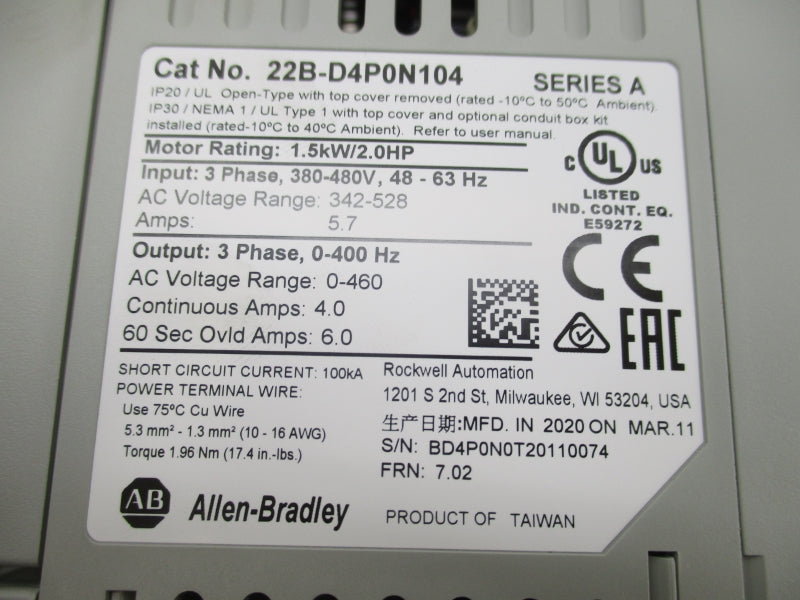 Cat No. 22B-D4P0N104
SERIES A
IP20 / UL Open-Type with top cover removed (rated -10ºC to 50ºC Ambient).
IP30 / NEMA 1 / UL Type 1 with top cover and optional conduit box kit
installed (rated-10ºC to 40ºC Ambient). Refer to user manual.
Motor Rating: 1.5kW/2.0HP
Input: 3 Phase, 380-480V, 48 - 63 Hz
AC Voltage Range: 342-528
Amps: 5.7
Output: 3 Phase, 0-400 Hz
AC Voltage Range: 0-460
Continuous Amps: 4.0
60 Sec Ovld Amps: 6.0
C UL US
LISTED
IND. CONT. EQ.
E59272
CE
EAC
SHORT CIRCUIT CURRENT: 100kA
POWER TERMINAL WIRE:
Use 75ºC Cu Wire
5.3 mm² - 1.3 mm² (10 - 16 AWG)
Torque 1.96 Nm (17.4 in.-lbs.)
Rockwell Automation
1201 S 2nd St, Milwaukee, WI 53204, USA
生产日期:MFD. IN 2020 ON MAR.11
S/N: BD4P0N0T20110074
FRN: 7.02
AB Allen-Bradley
PRODUCT OF TAIWAN